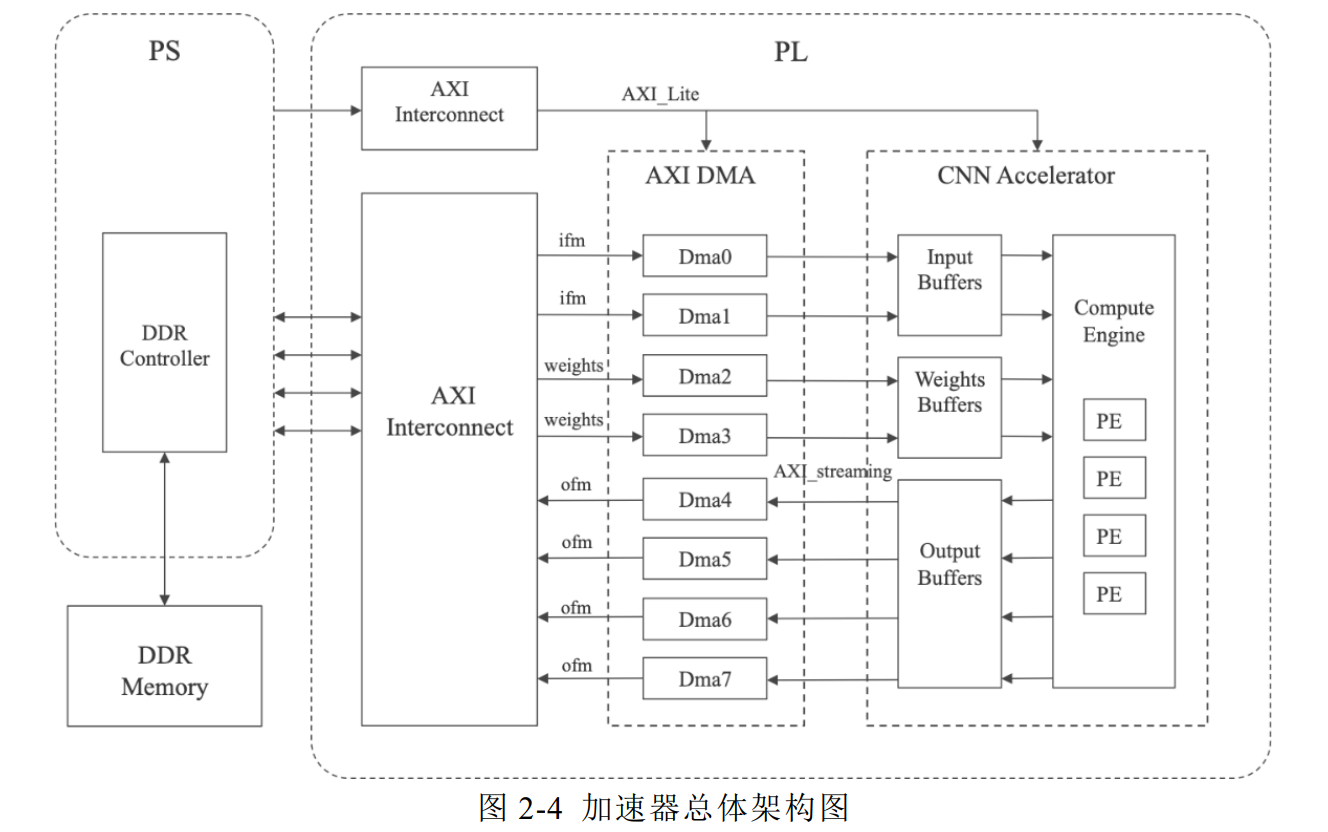 PS
PL
AXI
Interconnect
AXI_Lite
AXI DMA
CNN Accelerator
DDR
Controller
AXI
Interconnect
ifm
ifm
weights
weights
ofm
ofm
ofm
ofm
Dma0
Dma1
Dma2
Dma3
Dma4
Dma5
Dma6
Dma7
AXI_streaming
Input
Buffers
Weights
Buffers
Output
Buffers
Compute
Engine
PE
PE
PE
PE
DDR
Memory
图 2-4 加速器总体架构图